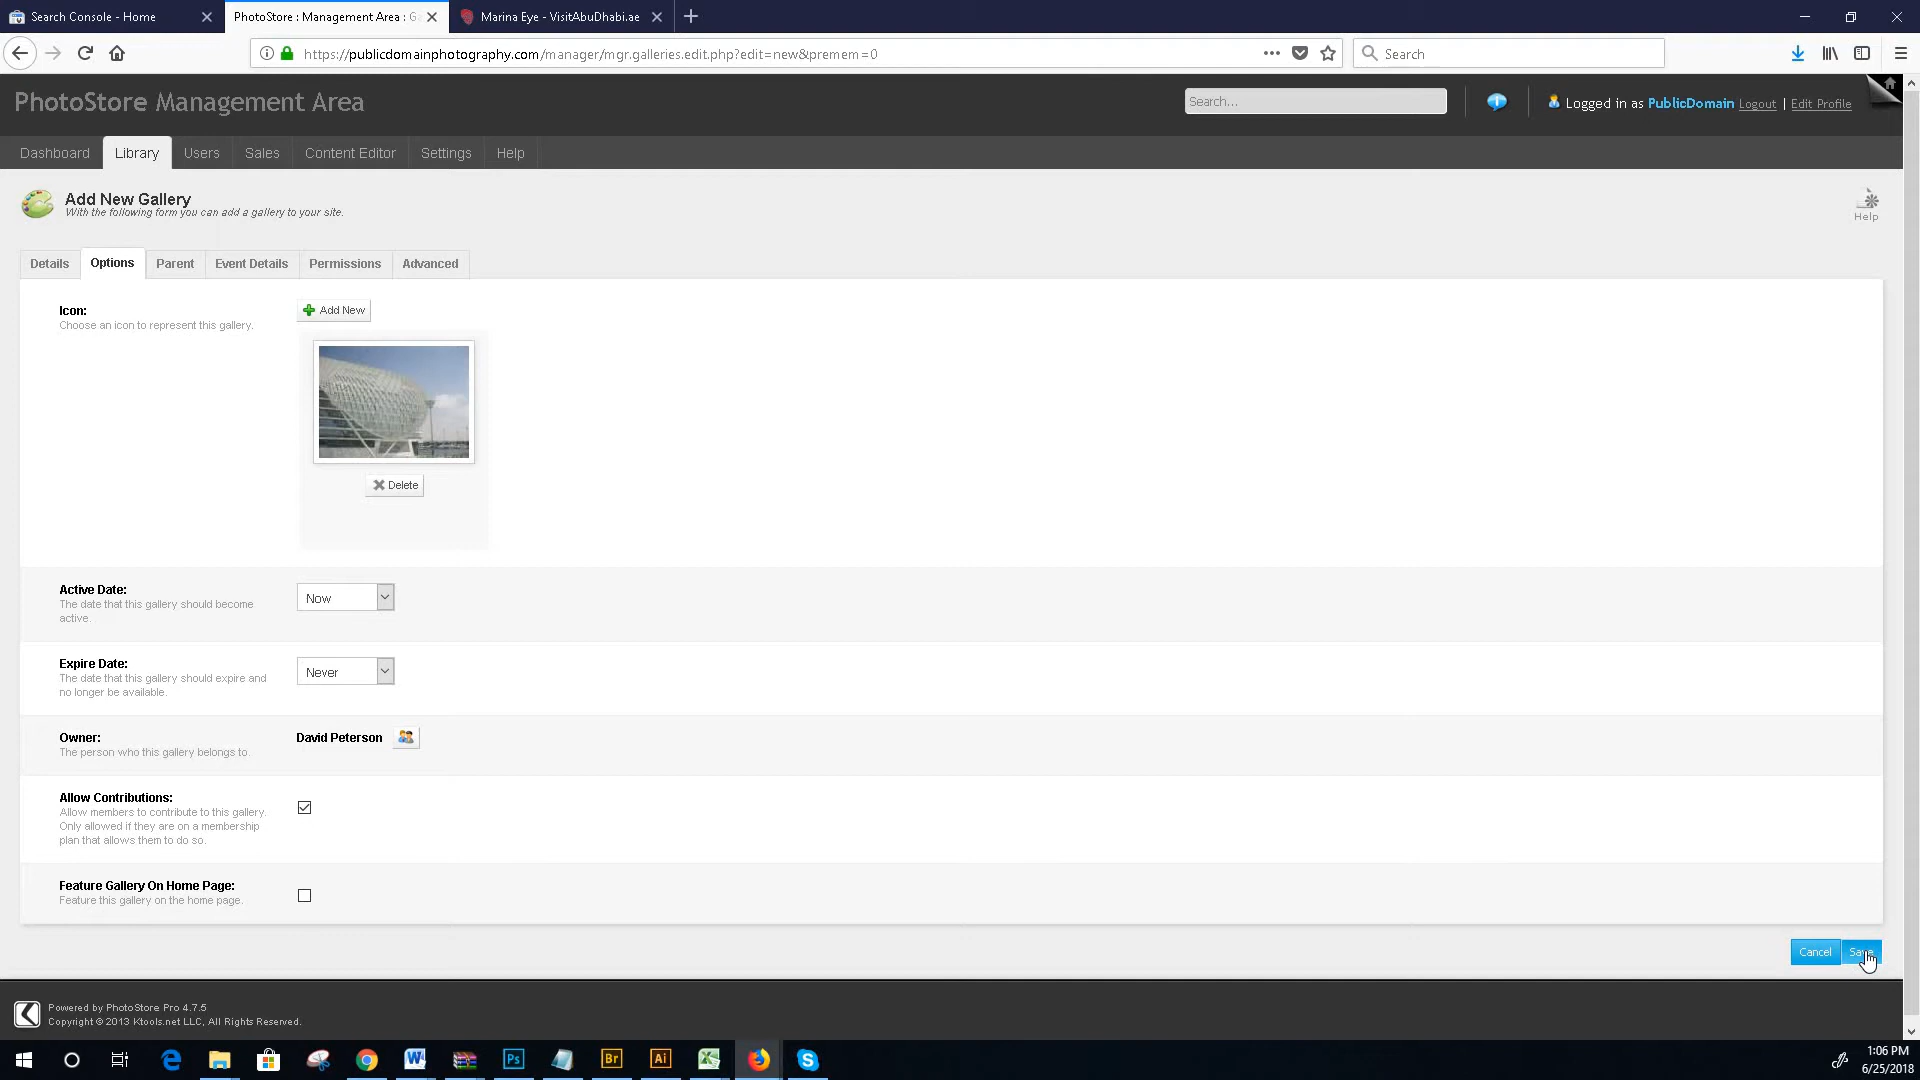 Search Console - Home
PhotoStore : Management Area : G
Marina Eye - VisitAbuDhabi.ae
https://publicdomainphotography.com/manager/mgr.galleries.edit.php?edit=new&premem=0
Search
PhotoStore Management Area
Search...
Logged in as PublicDomain Logout | Edit Profile
Dashboard Library Users Sales Content Editor Settings Help
Add New Gallery
With the following form you can add a gallery to your site.
Help
Details Options Parent Event Details Permissions Advanced
Icon:
Choose an icon to represent this gallery.
Add New
Delete
Active Date:
The date that this gallery should become
active.
Now
Expire Date:
The date that this gallery should expire and
no longer be available.
Never
Owner:
The person who this gallery belongs to.
David Peterson
Allow Contributions:
Allow members to contribute to this gallery.
Only allowed if they are on a membership
plan that allows them to do so.
Feature Gallery On Home Page:
Feature this gallery on the home page.
Cancel Save
Powered by PhotoStore Pro 4.7.5
Copyright © 2013 Ktools.net LLC, All Rights Reserved.
Ps
Br
Ai
1:06 PM
6/25/2018